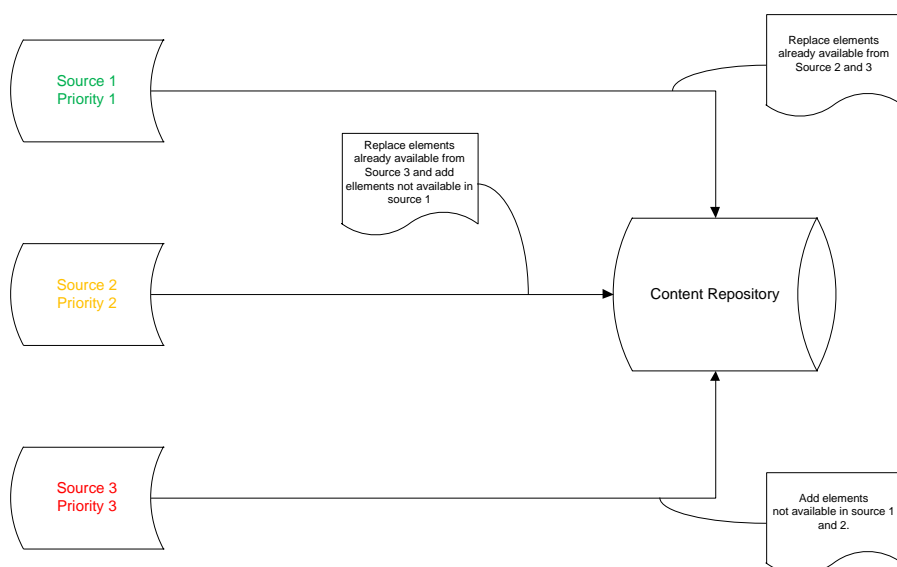 Source 1
Priority 1
Replace elements
already available from
Source 2 and 3
Replace elements
already available from
Source 3 and add
ellements not available in
source 1
Source 2
Priority 2
Content Repository
Source 3
Priority 3
Add elements
not available in source 1
and 2.